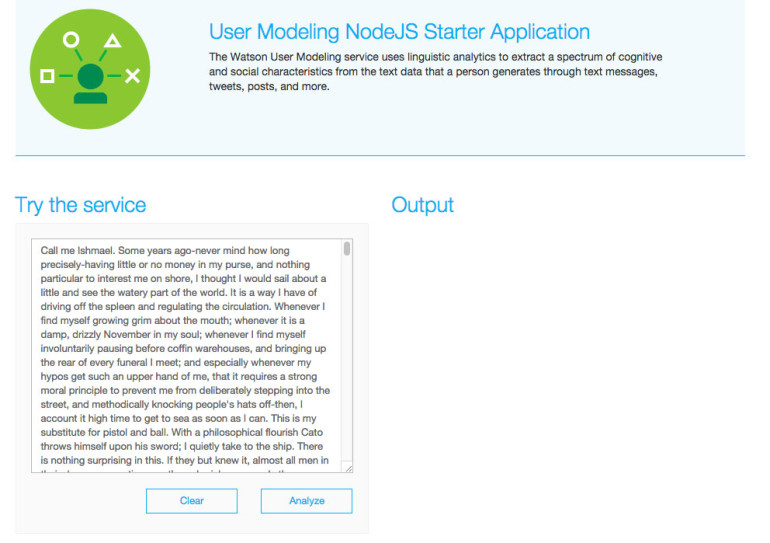 User Modeling NodeJS Starter Application
The Watson User Modeling service uses linguistic analytics to extract a spectrum of cognitive
and social characteristics from the text data that a person generates through text messages,
tweets, posts, and more.
Try the service
Output
Call me Ishmael. Some years ago-never mind how long
precisely-having little or no money in my purse, and nothing
particular to interest me on shore, I thought I would sail about a
little and see the watery part of the world. It is a way I have of
driving off the spleen and regulating the circulation. Whenever I
find myself growing grim about the mouth; whenever it is a
damp, drizzly November in my soul; whenever I find myself
involuntarily pausing before coffin warehouses, and bringing up
the rear of every funeral I meet; and especially whenever my
hypos get such an upper hand of me, that it requires a strong
moral principle to prevent me from deliberately stepping into the
street, and methodically knocking people's hats off-then, I
account it high time to get to sea as soon as I can. This is my
substitute for pistol and ball. With a philosophical flourish Cato
throws himself upon his sword; I quietly take to the ship. There
is nothing surprising in this. If they but knew it, almost all men in
Clear
Analyze